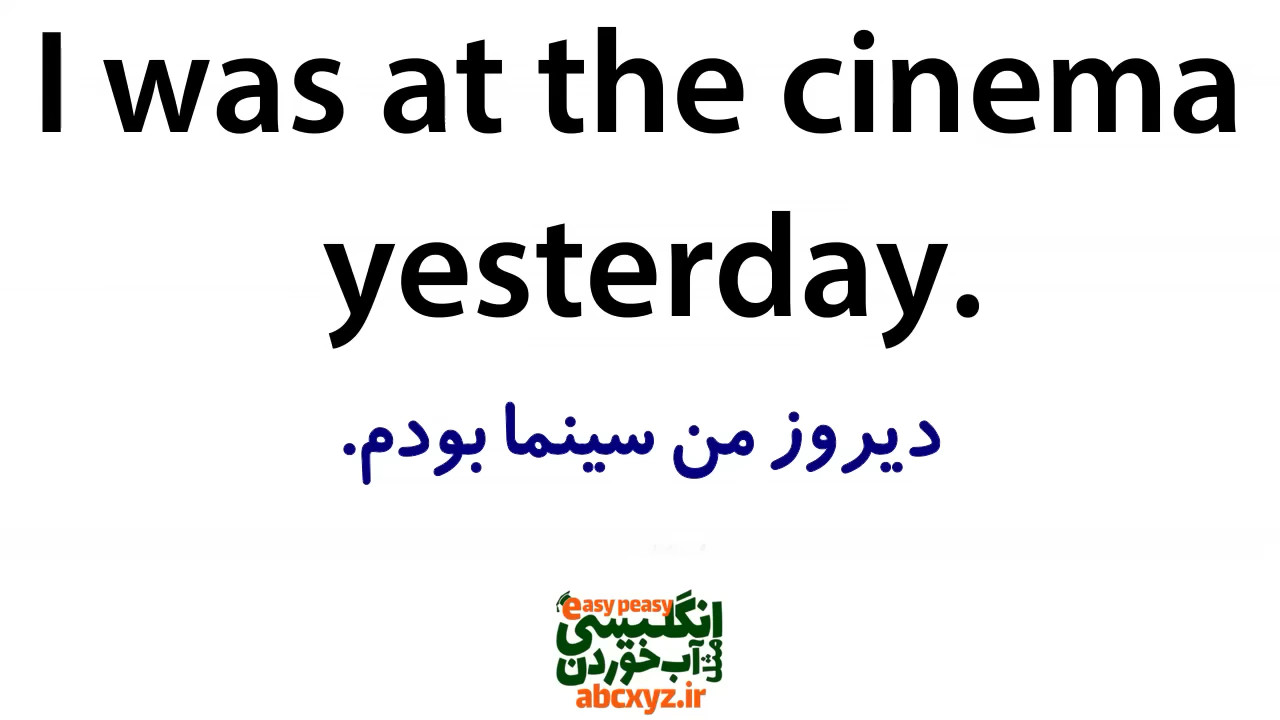 I was at the cinema
yesterday.
دیروز من سینما بودم.
easy peasy
انگلیسی
مثل آب خوردن
abcxyz.ir